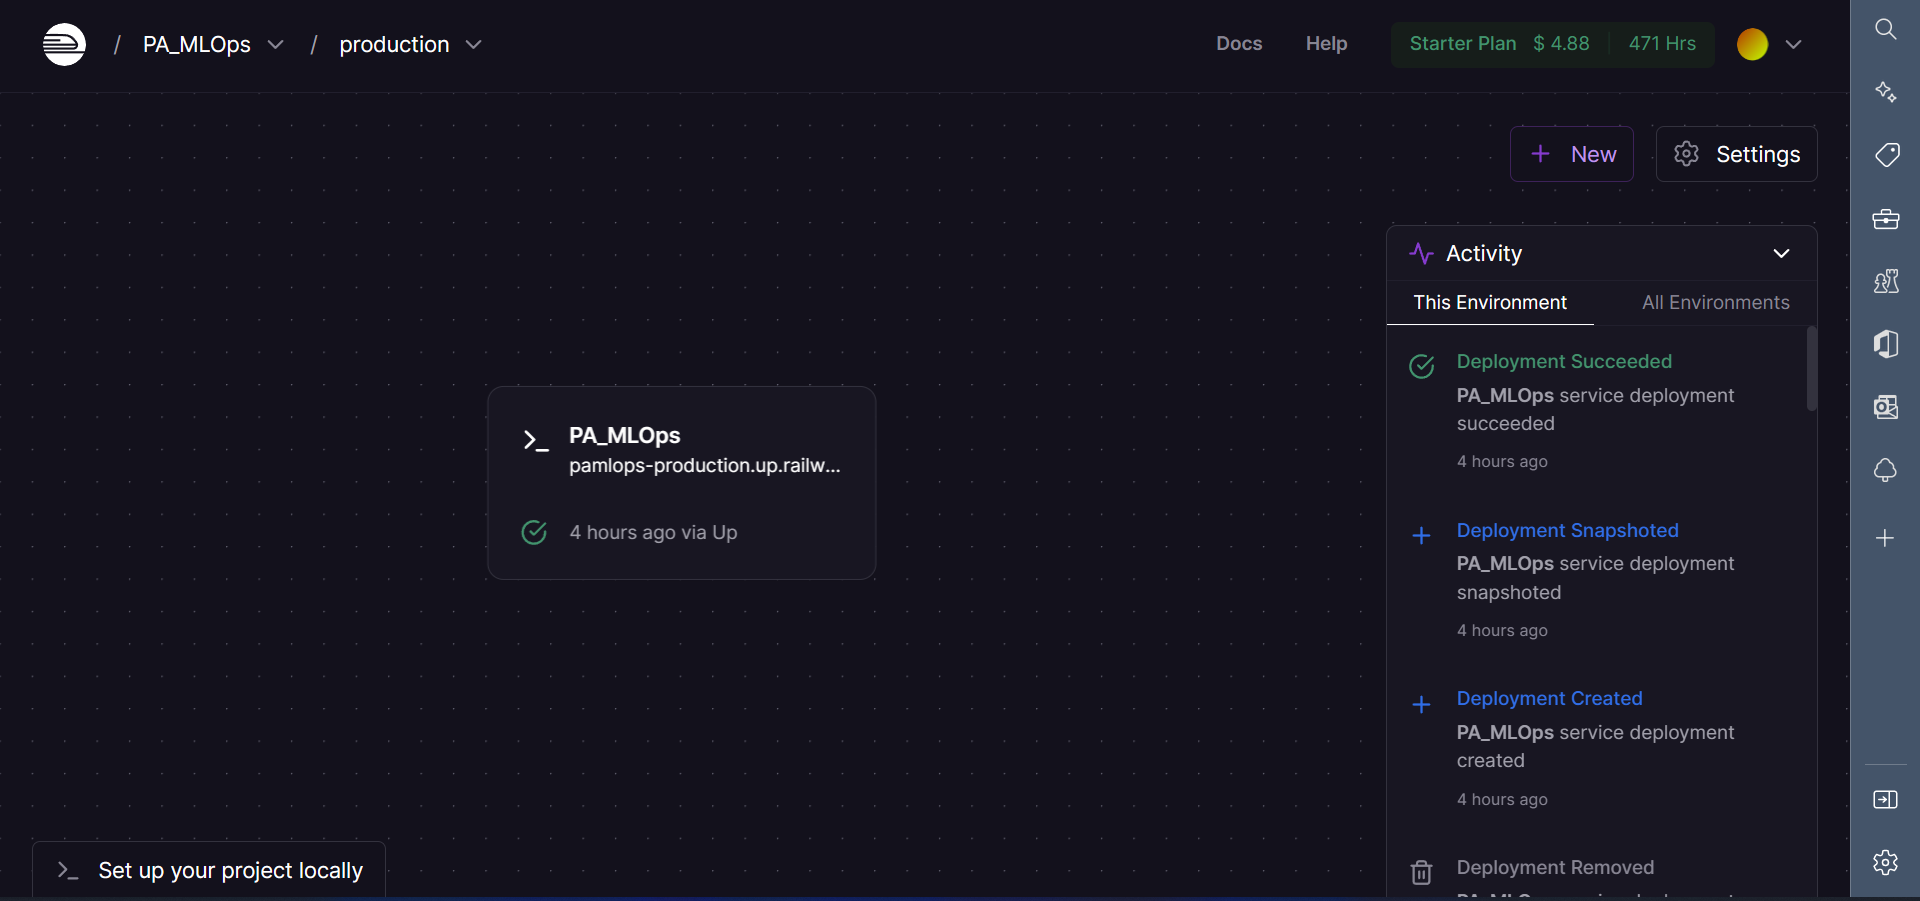 / PA_MLOps / production
Docs Help Starter Plan $ 4.88 471 Hrs
+ New Settings
Activity
This Environment All Environments
Deployment Succeeded
PA_MLOps service deployment
succeeded
4 hours ago
PA_MLOps
pamlops-production.up.railw...
4 hours ago via Up
Deployment Snapshoted
PA_MLOps service deployment
snapshoted
4 hours ago
Deployment Created
PA_MLOps service deployment
created
4 hours ago
Deployment Removed
Set up your project locally